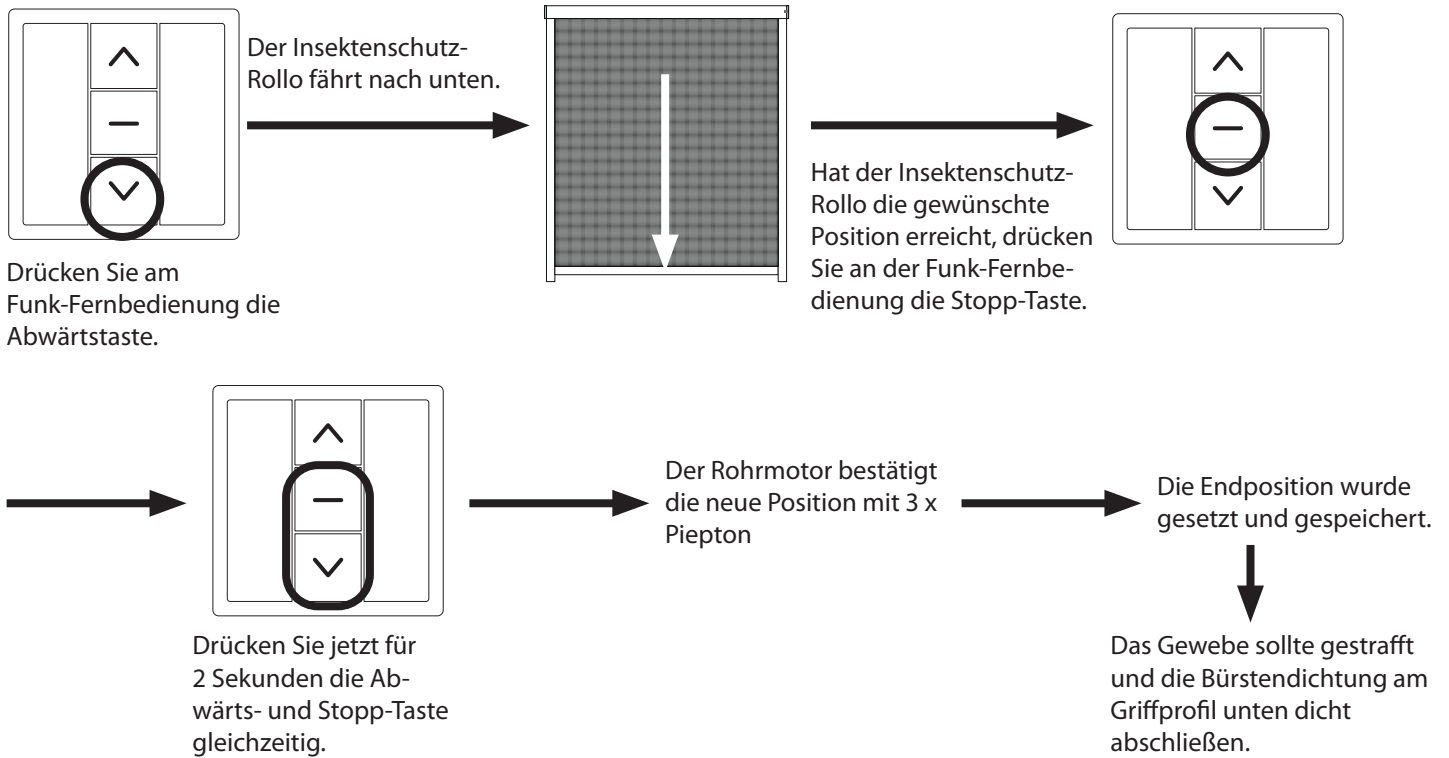 Der Insektenschutz-
Rollo fährt nach unten.
Drücken Sie am
Funk-Fernbedienung die
Abwärtstaste.
Hat der Insektenschutz-
Rollo die gewünschte
Position erreicht, drücken
Sie an der Funk-Fernbe-
dienung die Stopp-Taste.
Drücken Sie jetzt für
2 Sekunden die Ab-
wärts- und Stopp-Taste
gleichzeitig.
Der Rohrmotor bestätigt
die neue Position mit 3 x
Piepton
Die Endposition wurde
gesetzt und gespeichert.
Das Gewebe sollte gestrafft
und die Bürstendichtung am
Griffprofil unten dicht
abschließen.